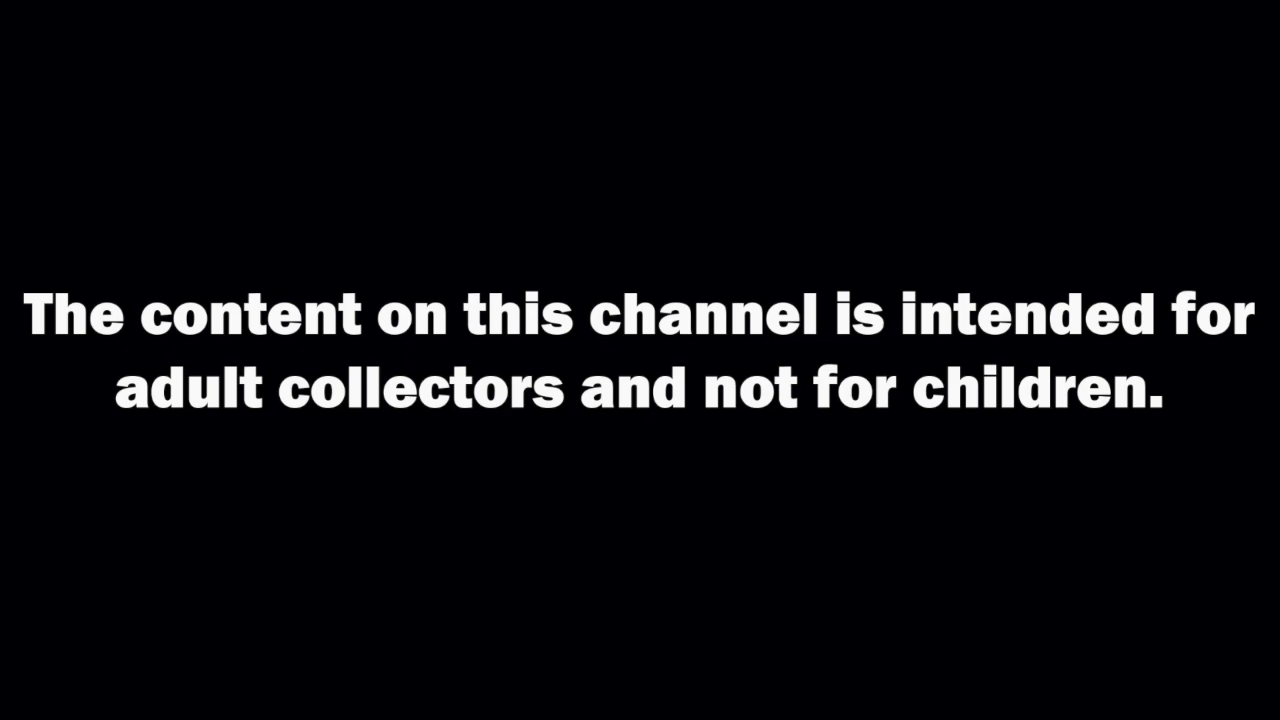 The content on this channel is intended for
adult collectors and not for children.